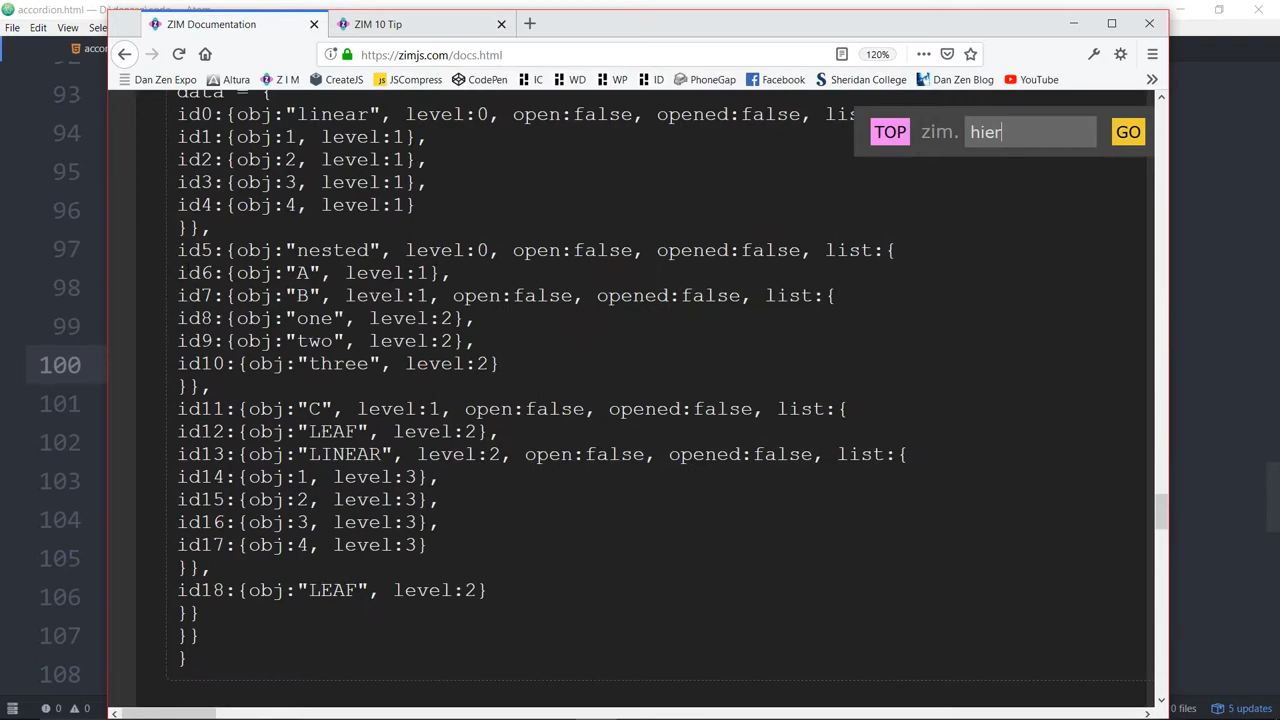 accordion.html — D:\denzen\code — Atom
File Edit View Sele
ZIM Documentation
ZIM 10 Tip
https://zimjs.com/docs.html
120%
Dan Zen Expo
Altura
Z I M
CreateJS
JSCompress
CodePen
IC
WD
WP
ID
PhoneGap
Facebook
Sheridan College
Dan Zen Blog
YouTube
accor
93
94
95
96
97
98
99
100
101
102
103
104
105
106
107
108
data = {
id0:{obj:"linear", level:0, open:false, opened:false, lis
id1:{obj:1, level:1},
id2:{obj:2, level:1},
id3:{obj:3, level:1},
id4:{obj:4, level:1}
}},
id5:{obj:"nested", level:0, open:false, opened:false, list:{
id6:{obj:"A", level:1},
id7:{obj:"B", level:1, open:false, opened:false, list:{
id8:{obj:"one", level:2},
id9:{obj:"two", level:2},
id10:{obj:"three", level:2}
}},
id11:{obj:"C", level:1, open:false, opened:false, list:{
id12:{obj:"LEAF", level:2},
id13:{obj:"LINEAR", level:2, open:false, opened:false, list:{
id14:{obj:1, level:3},
id15:{obj:2, level:3},
id16:{obj:3, level:3},
id17:{obj:4, level:3}
}},
id18:{obj:"LEAF", level:2}
}}
}}
}
TOP zim. hier GO
0 0
0 files 5 updates